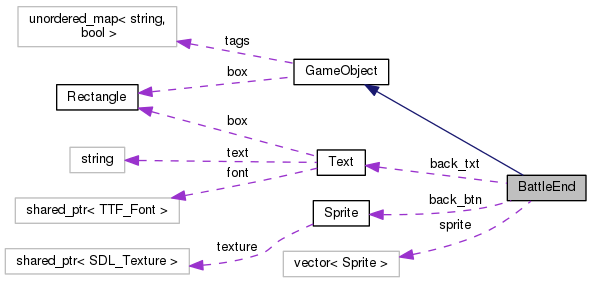 unordered_map< string,
bool >
tags
GameObject
box
Rectangle
box
string
text
Text
back_txt
font
BattleEnd
shared_ptr< TTF_Font >
Sprite
back_btn
sprite
texture
shared_ptr< SDL_Texture >
vector< Sprite >